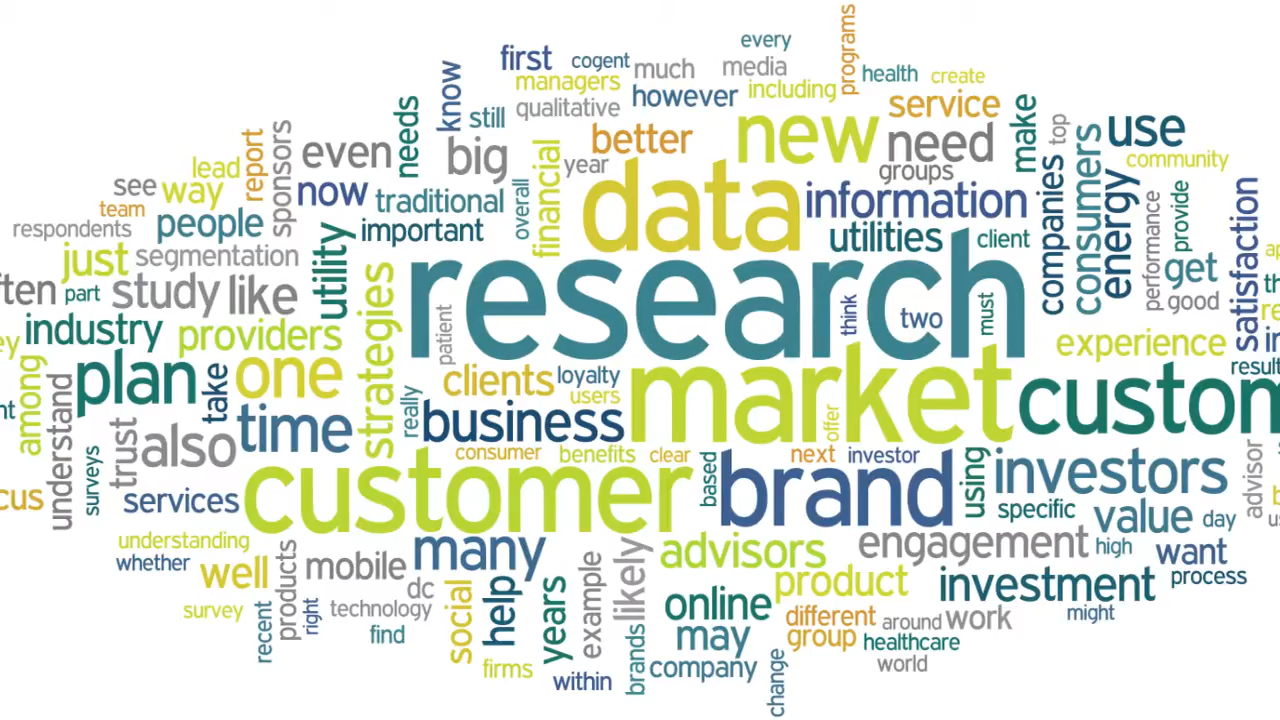 every
programs
first
cogent
much
media
health
create
know
managers
however
including
still
qualitative
service
needs
better
new
need
make
top
consumers
use
report
sponsors
even
big
financial
year
groups
community
lead
see
way
now
traditional
overall
data
information
companies
energy
performance
provide
satisfaction
team
people
important
utilities
client
respondents
just
segmentation
utility
strategies
research
get
part
study
like
patient
think
two
must
good
industry
providers
experience
among
plan
take
one
clients
loyalty
users
market
understand
time
really
business
offer
surveys
trust
also
consumer
benefits
clear
based
next
investor
using
investors
advisor
services
customer
brand
specific
value
day
understanding
whether
many
advisors
engagement
high
want
well
products
mobile
dc
social
help
years
example
likely
product
investment
process
survey
recent
right
technology
find
online
different
around
work
might
may
group
healthcare
firms
within
brands
company
change
world